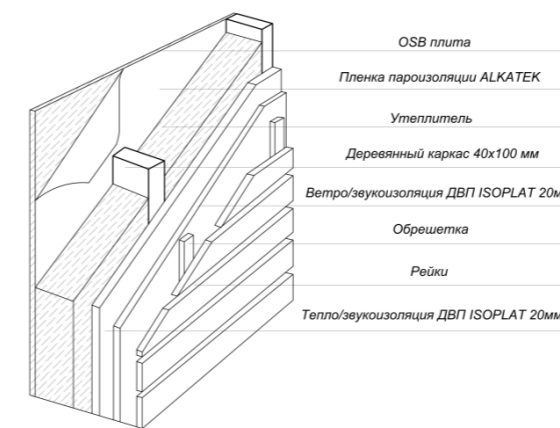 OSB плита
Пленка пароизоляции ALKATEK
Утеплитель
Деревянный каркас 40х100 мм
Ветро/звукоизоляция ДВП ISOPLAT 20м
Обрешетка
Рейки
Тепло/звукоизоляция ДВП ISOPLAT 20мм